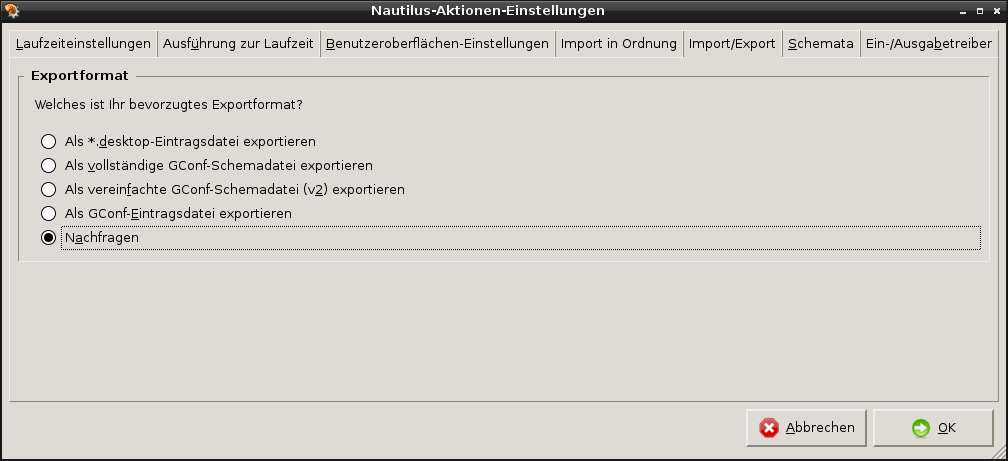 Nautilus-Aktionen-Einstellungen
Laufzeiteinstellungen Ausführung zur Laufzeit Benutzeroberflächen-Einstellungen Import in Ordnung Import/Export Schemata Ein-/Ausgabetreiber
Exportformat
Welches ist Ihr bevorzugtes Exportformat?
Als *.desktop-Eintragsdatei exportieren
Als vollständige GConf-Schemadatei exportieren
Als vereinfachte GConf-Schemadatei (v2) exportieren
Als GConf-Eintragsdatei exportieren
Nachfragen
Abbrechen OK